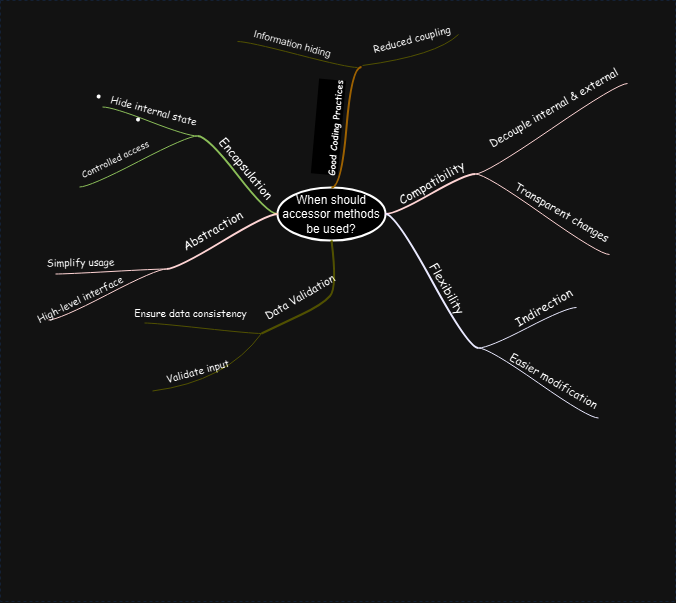 Information hiding
Reduced coupling
Good Coding Practices
Hide internal state
Controlled access
Encapsulation
Decouple internal & external
Compatibility
Transparent changes
When should
accessor methods
be used?
Abstraction
Simplify usage
High-level interface
Data Validation
Ensure data consistency
Validate input
Flexibility
Indirection
Easier modification